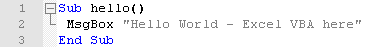 1 Sub hello()
2 MsgBox "Hello World - Excel VBA here"
3 End Sub